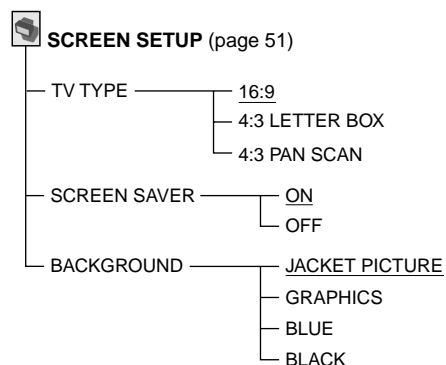 SCREEN SETUP (page 51)
TV TYPE 16:9
4:3 LETTER BOX
4:3 PAN SCAN
SCREEN SAVER ON
OFF
BACKGROUND JACKET PICTURE
GRAPHICS
BLUE
BLACK